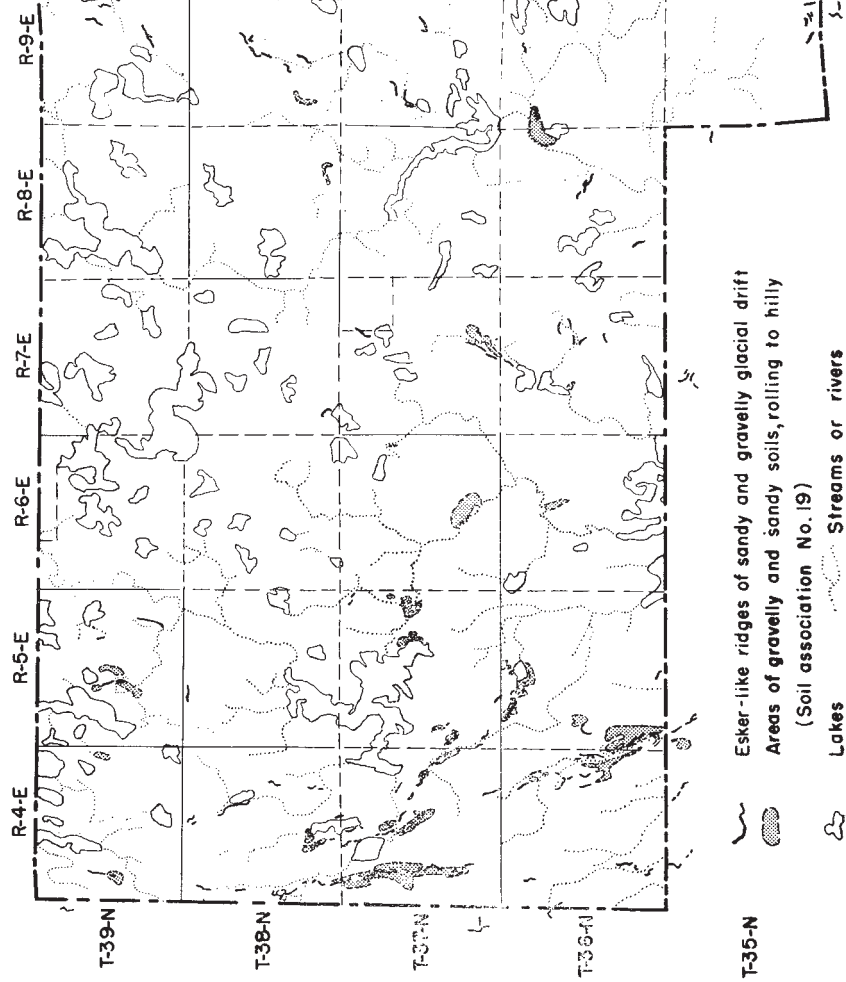 R-4-E R-5-E R-6-E R-7-E R-8-E R-9-E
T-39-N
T-38-N
T-37-N
T-36-N
T-35-N
Esker-like ridges of sandy and gravelly glacial drift
Areas of gravelly and sandy soils, rolling to hilly
(Soil association No. 19)
Lakes
Streams or rivers